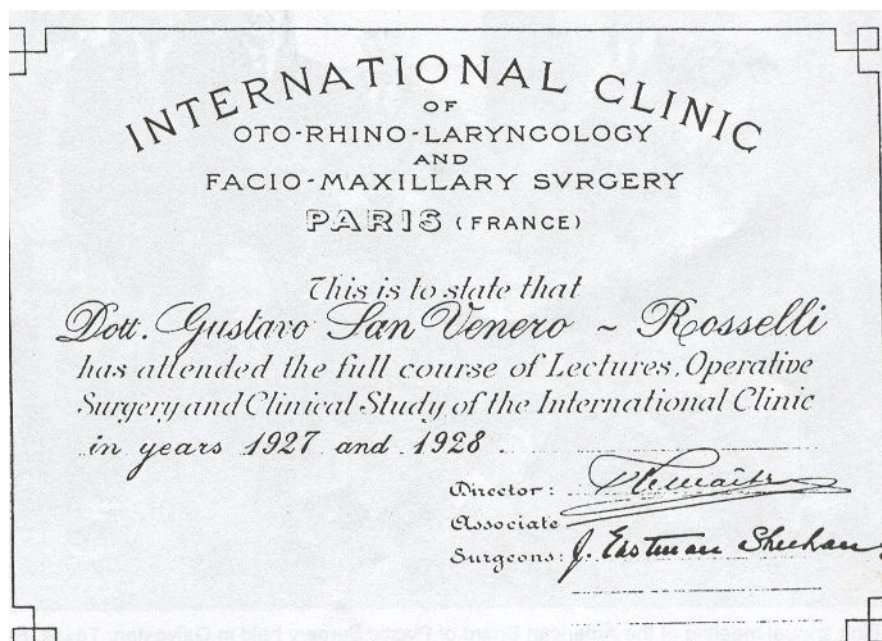 INTERNATIONAL CLINIC
OF
OTO-RHINO-LARYNGOLOGY
AND
FACIO-MAXILLARY SVRGERY
PARIS (FRANCE)
This is to state that
Dott. Gustavo San Venero ~ Rosselli
has attended the full course of Lectures, Operative
Surgery and Clinical Study of the International Clinic
in years 1927 and 1928.
Director:
Associate
Surgeons: J. Eastman Sheehan